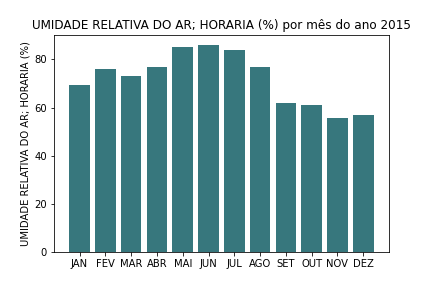 UMIDADE RELATIVA DO AR; HORARIA (%) por mês do ano 2015
UMIDADE RELATIVA DO AR; HORARIA (%)
80
60
40
20
0
JAN FEV MAR ABR MAI JUN JUL AGO SET OUT NOV DEZ